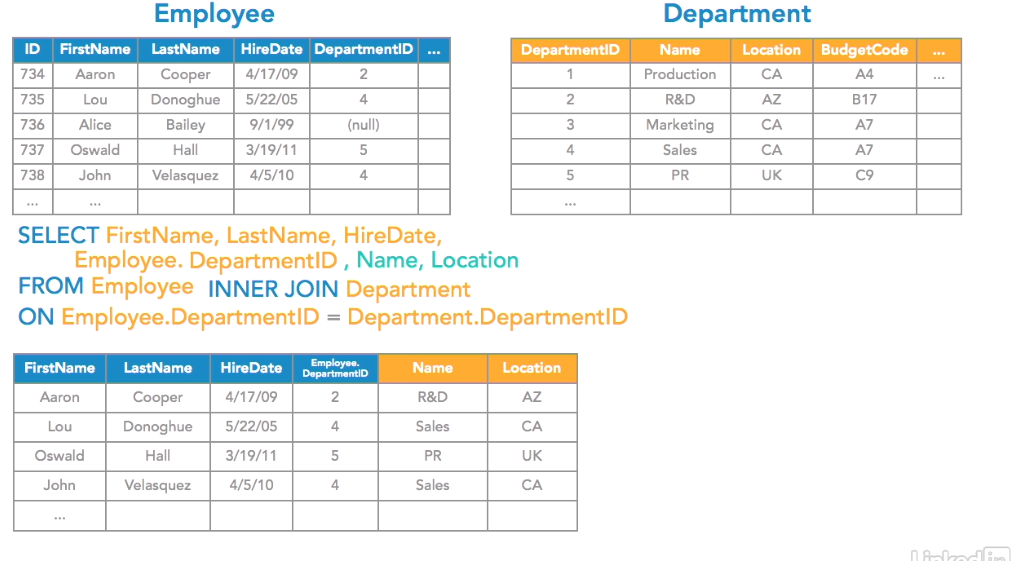 Employee Department
ID FirstName LastName HireDate DepartmentID ...
734 Aaron Cooper 4/17/09 2
735 Lou Donoghue 5/22/05 4
736 Alice Bailey 9/1/99 (null)
737 Oswald Hall 3/19/11 5
738 John Velasquez 4/5/10 4
... ...
DepartmentID Name Location BudgetCode ...
1 Production CA A4 ...
2 R&D AZ B17
3 Marketing CA A7
4 Sales CA A7
5 PR UK C9
...
SELECT FirstName, LastName, HireDate,
Employee. DepartmentID , Name, Location
FROM Employee INNER JOIN Department
ON Employee.DepartmentID = Department.DepartmentID
FirstName LastName HireDate Employee. DepartmentID Name Location
Aaron Cooper 4/17/09 2 R&D AZ
Lou Donoghue 5/22/05 4 Sales CA
Oswald Hall 3/19/11 5 PR UK
John Velasquez 4/5/10 4 Sales CA
...
Linked in